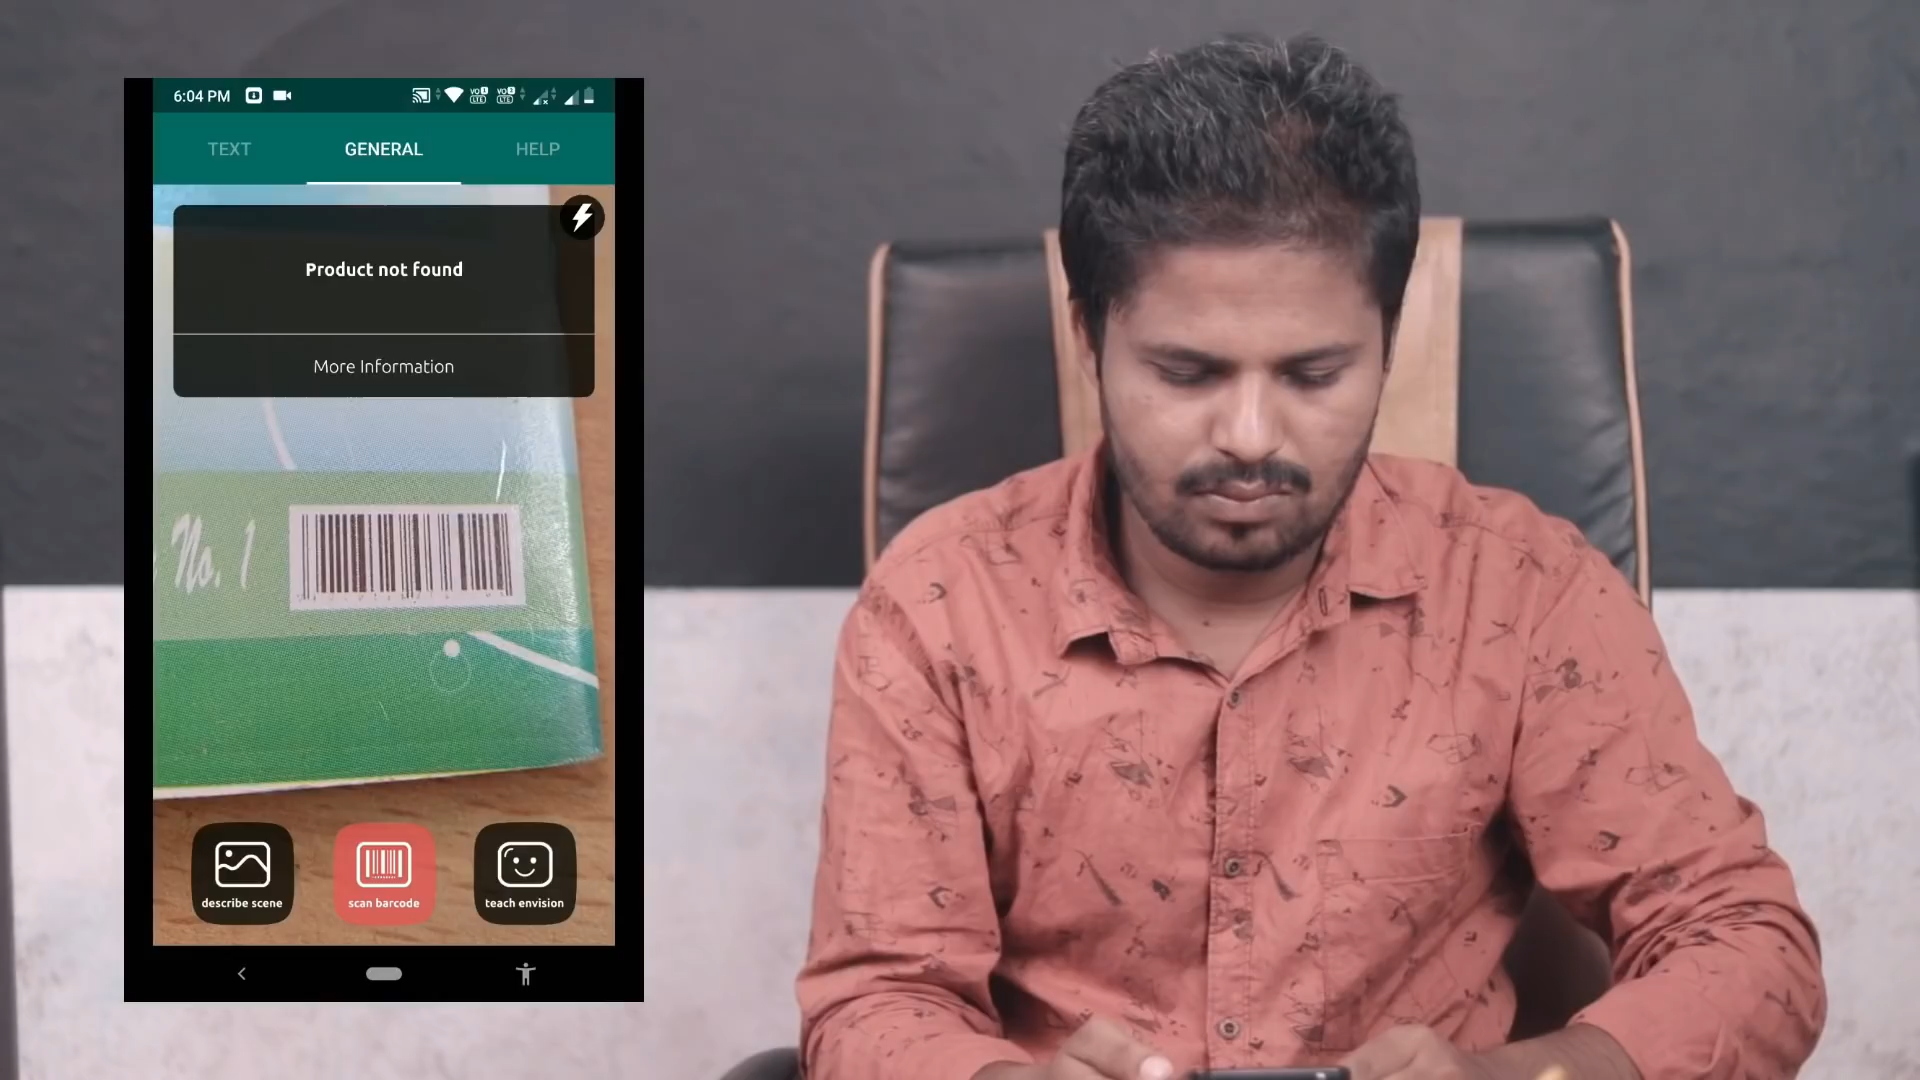 6:04 PM
TEXT GENERAL HELP
Product not found
More Information
No. 1
describe scene scan barcode teach envision